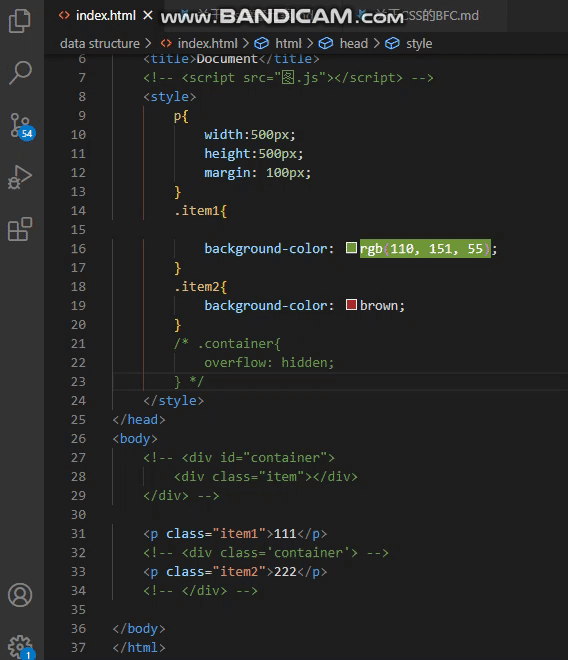 index.html
www.BANDICAM.com
CSS的BFC.md
data structure > index.html > html > head > style
6 <title>Document</title>
7 <!-- <script src="图.js"></script> -->
8 <style>
9 p{
10 width:500px;
11 height:500px;
12 margin: 100px;
13 }
14 .item1{
15
16 background-color: rgb(110, 151, 55);
17 }
18 .item2{
19 background-color: brown;
20 }
21 /* .container{
22 overflow: hidden;
23 } */
24 </style>
25 </head>
26 <body>
27 <!-- <div id="container">
28 <div class="item"></div>
29 </div> -->
30
31 <p class="item1">111</p>
32 <!-- <div class='container'> -->
33 <p class="item2">222</p>
34 <!-- </div> -->
35
36 </body>
37 </html>
54
1